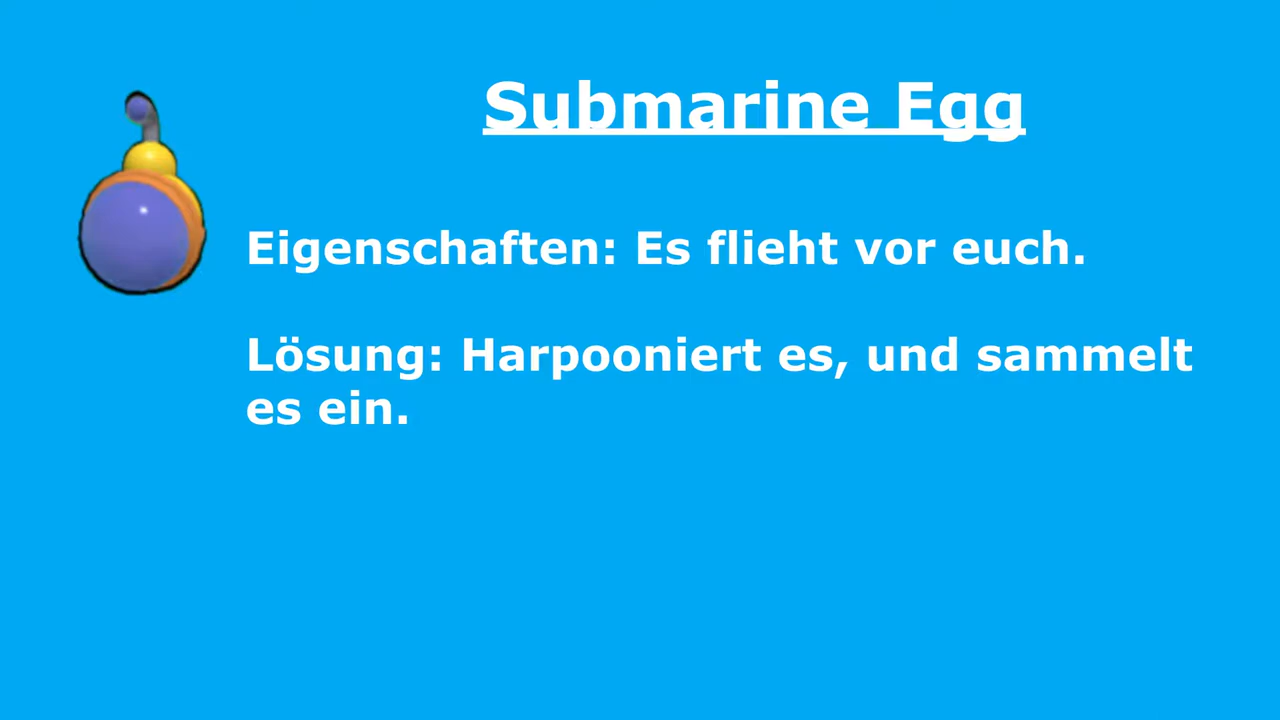 Submarine Egg
Eigenschaften: Es flieht vor euch.
Lösung: Harpooniert es, und sammelt
es ein.